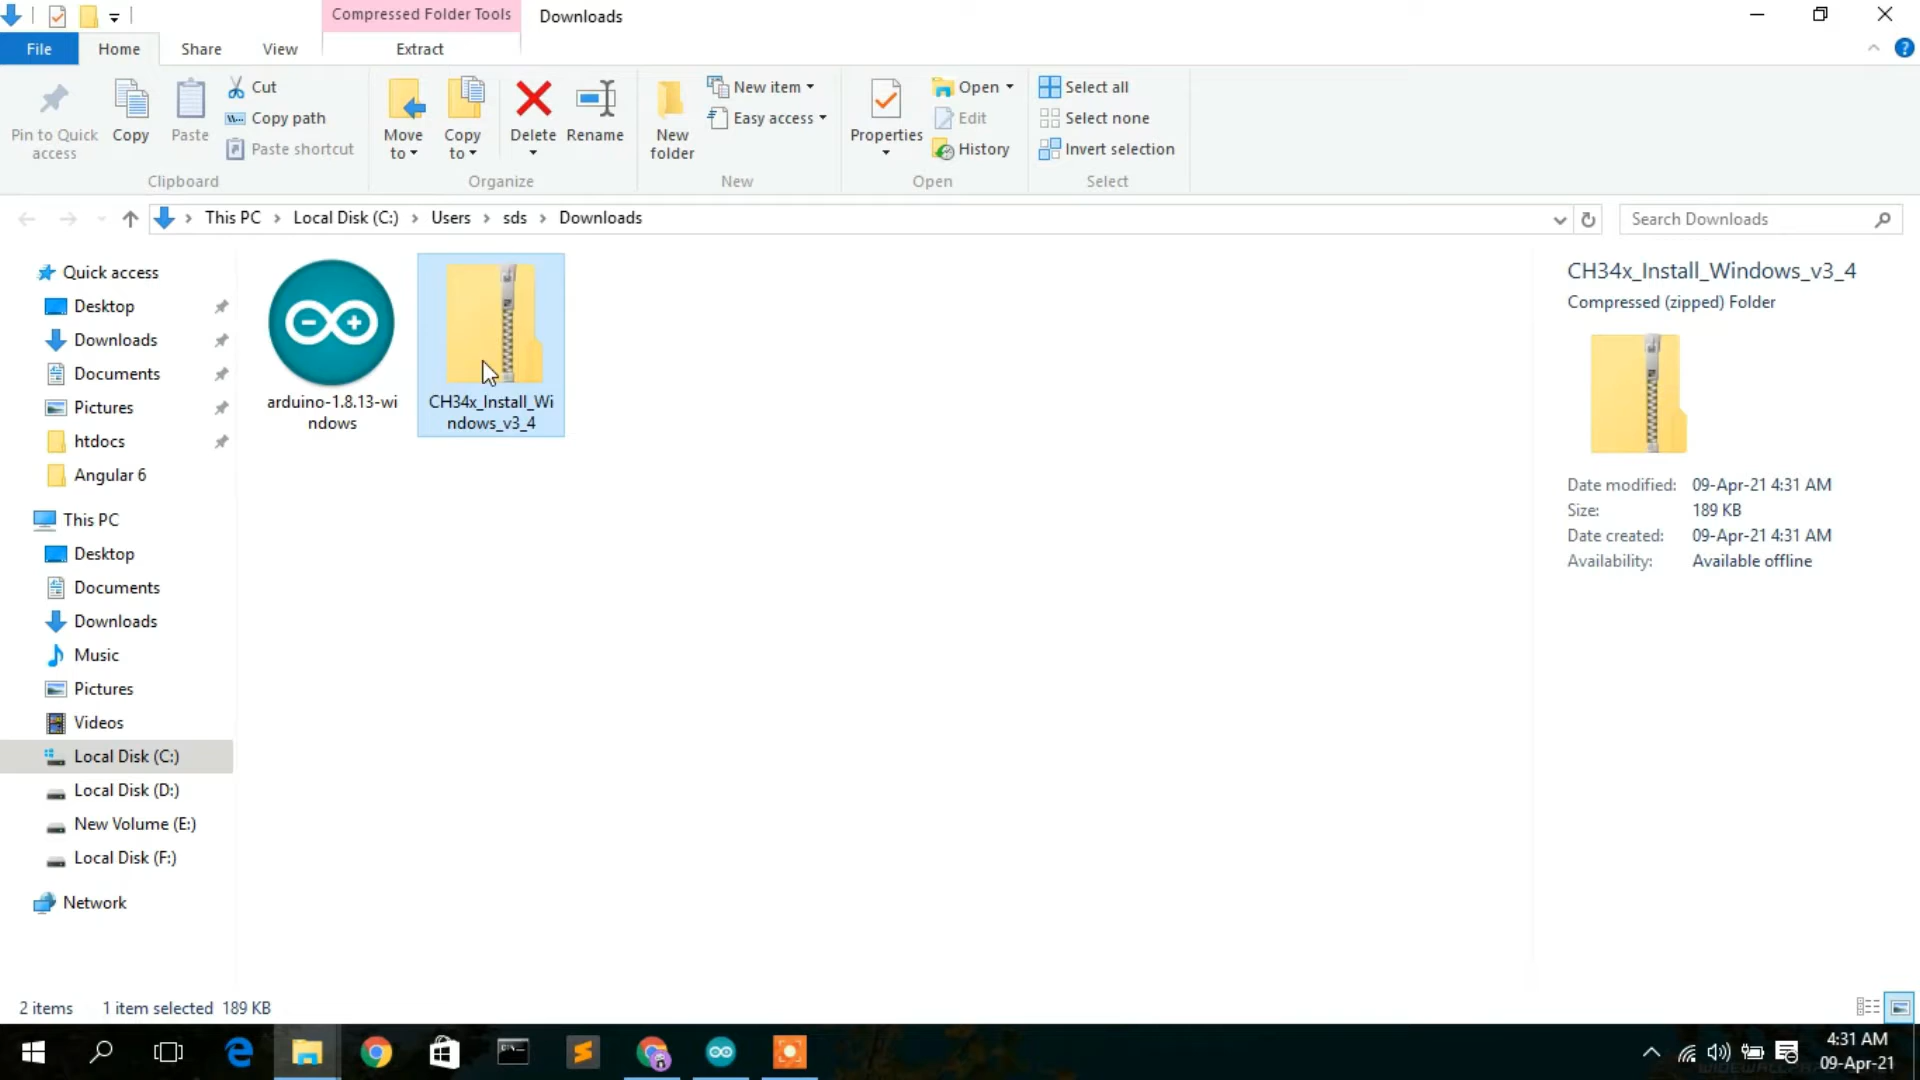 Compressed Folder Tools
Downloads
File
Home
Share
View
Extract
Pin to Quick
access
Copy
Paste
Cut
Copy path
Paste shortcut
Clipboard
Move
to
Copy
to
Delete
Rename
Organize
New
folder
New item
Easy access
New
Properties
Open
Edit
History
Open
Select all
Select none
Invert selection
Select
This PC > Local Disk (C:) > Users > sds > Downloads
Search Downloads
Quick access
Desktop
Downloads
Documents
Pictures
htdocs
Angular 6
This PC
Desktop
Documents
Downloads
Music
Pictures
Videos
Local Disk (C:)
Local Disk (D:)
New Volume (E:)
Local Disk (F:)
Network
arduino-1.8.13-wi
ndows
CH34x_Install_Wi
ndows_v3_4
CH34x_Install_Windows_v3_4
Compressed (zipped) Folder
Date modified: 09-Apr-21 4:31 AM
Size: 189 KB
Date created: 09-Apr-21 4:31 AM
Availability: Available offline
2 items 1 item selected 189 KB
4:31 AM
09-Apr-21